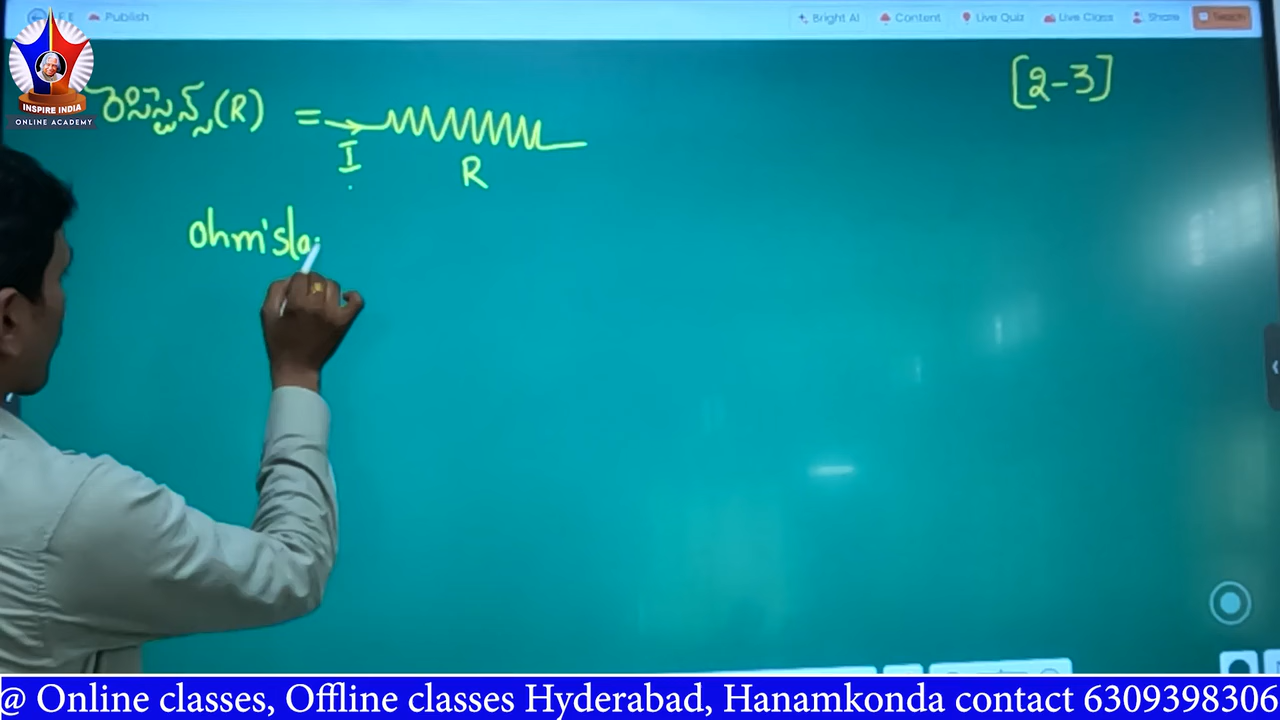 Publish
Bright AI
Content
Live Quiz
Live Class
Share
INSPIRE INDIA
ONLINE ACADEMY
[2-3]
రెసిస్టెన్స్ (R) =
I
R
ohm's la
@ Online classes, Offline classes Hyderabad, Hanamkonda contact 6309398306